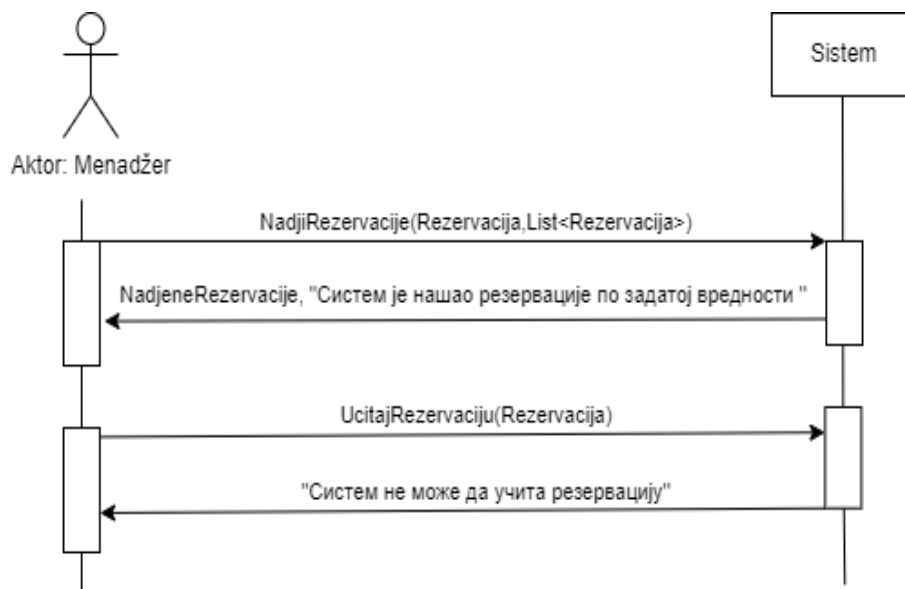 Sistem
Aktor: Menadžer
NadjiRezervacije(Rezervacija,List<Rezervacija>)
NadjeneRezervacije, "Систем је нашао резервације по задатој вредности "
UcitajRezervaciju(Rezervacija)
"Систем не може да учита резервацију"